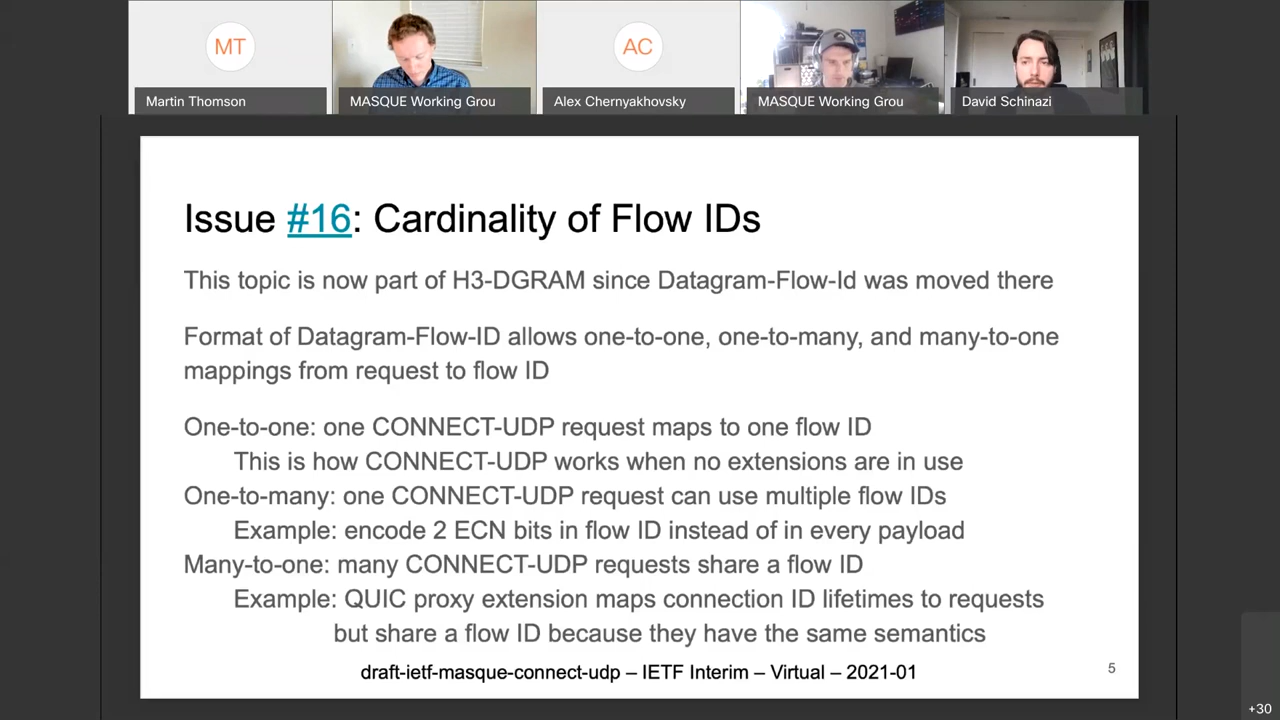 MT
AC
Martin Thomson
MASQUE Working Grou
Alex Chernyakhovsky
MASQUE Working Grou
David Schinazi
Issue #16: Cardinality of Flow IDs
This topic is now part of H3-DGRAM since Datagram-Flow-Id was moved there
Format of Datagram-Flow-ID allows one-to-one, one-to-many, and many-to-one
mappings from request to flow ID
One-to-one: one CONNECT-UDP request maps to one flow ID
This is how CONNECT-UDP works when no extensions are in use
One-to-many: one CONNECT-UDP request can use multiple flow IDs
Example: encode 2 ECN bits in flow ID instead of in every payload
Many-to-one: many CONNECT-UDP requests share a flow ID
Example: QUIC proxy extension maps connection ID lifetimes to requests
but share a flow ID because they have the same semantics
draft-ietf-masque-connect-udp – IETF Interim – Virtual – 2021-01
5
+30